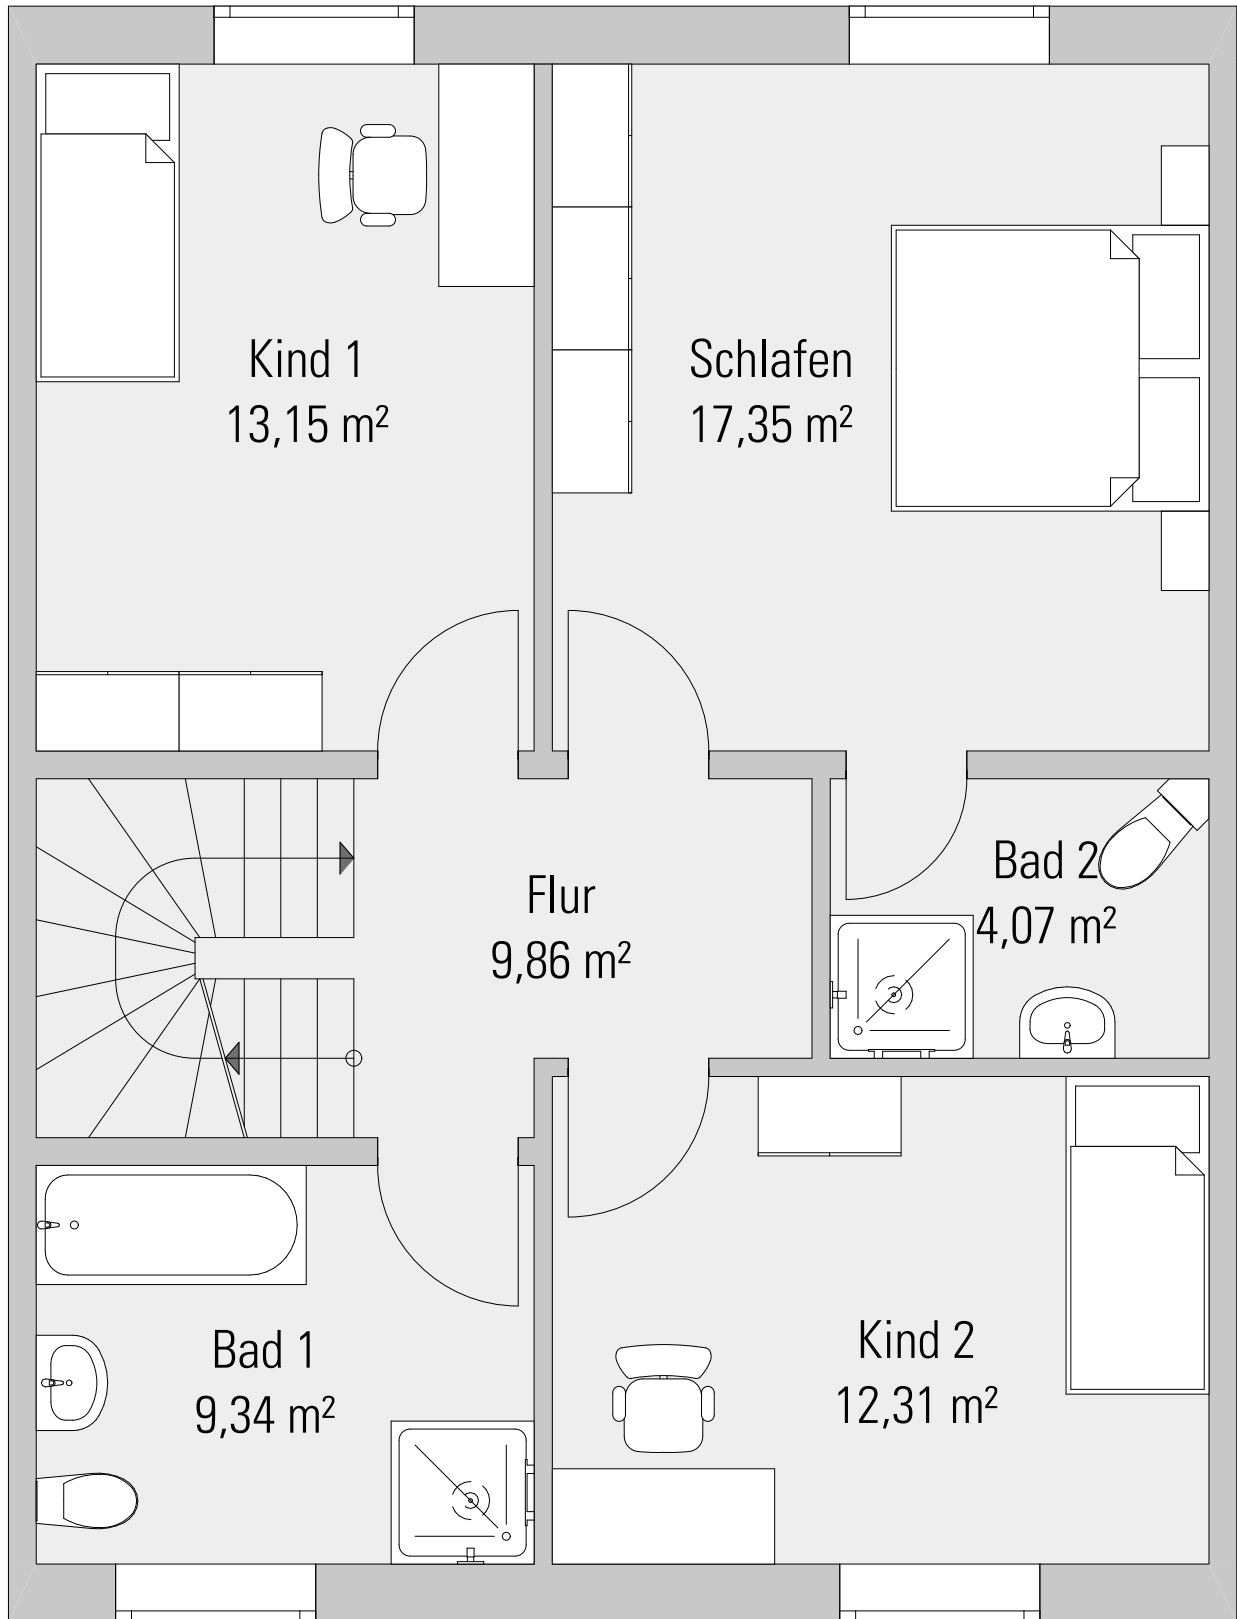 Kind 1
13,15 m²
Schlafen
17,35 m²
Flur
9,86 m²
Bad 2
4,07 m²
Bad 1
9,34 m²
Kind 2
12,31 m²